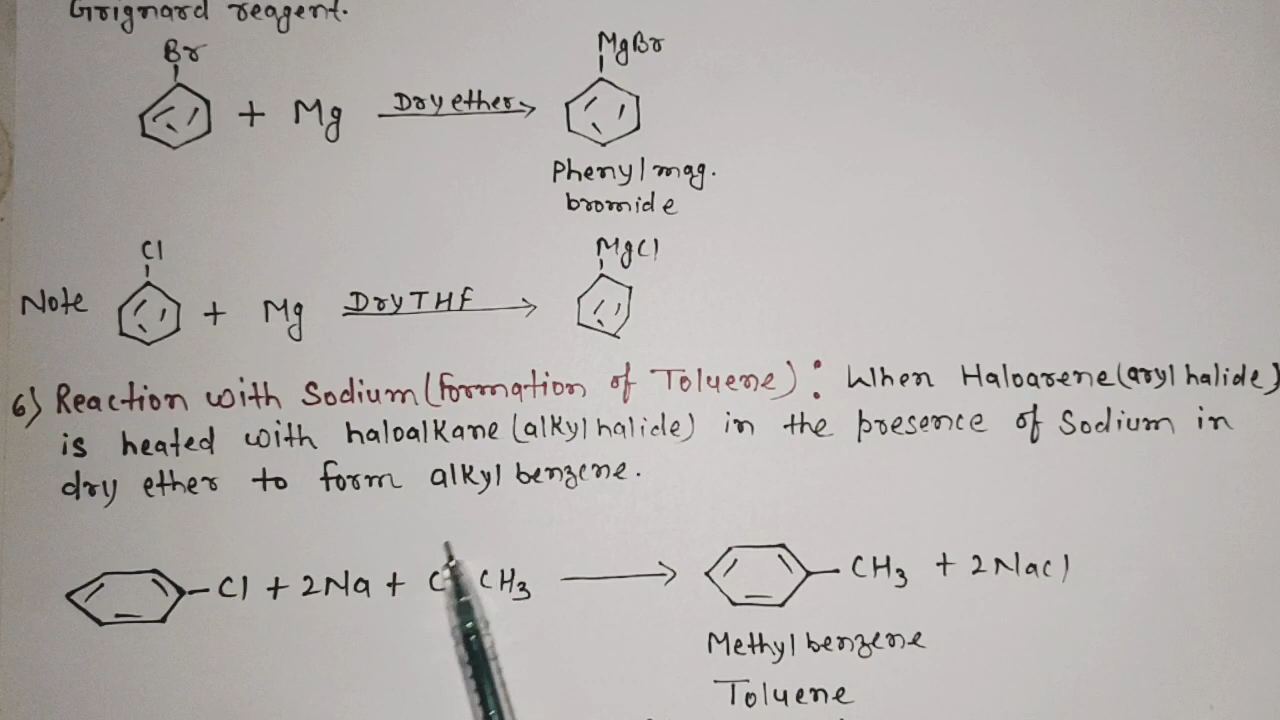 Grignard reagent.
Br
MgBr
+ Mg Dry ether
Phenyl mag.
bromide
Cl
MgCl
Note + Mg Dry THF
6) Reaction with Sodium (formation of Toluene) : When Haloarene (aryl halide)
is heated with haloalkane (alkyl halide) in the presence of Sodium in
dry ether to form alkyl benzene.
-Cl + 2Na + CH3 → -CH3 + 2NaCl
Methyl benzene
Toluene